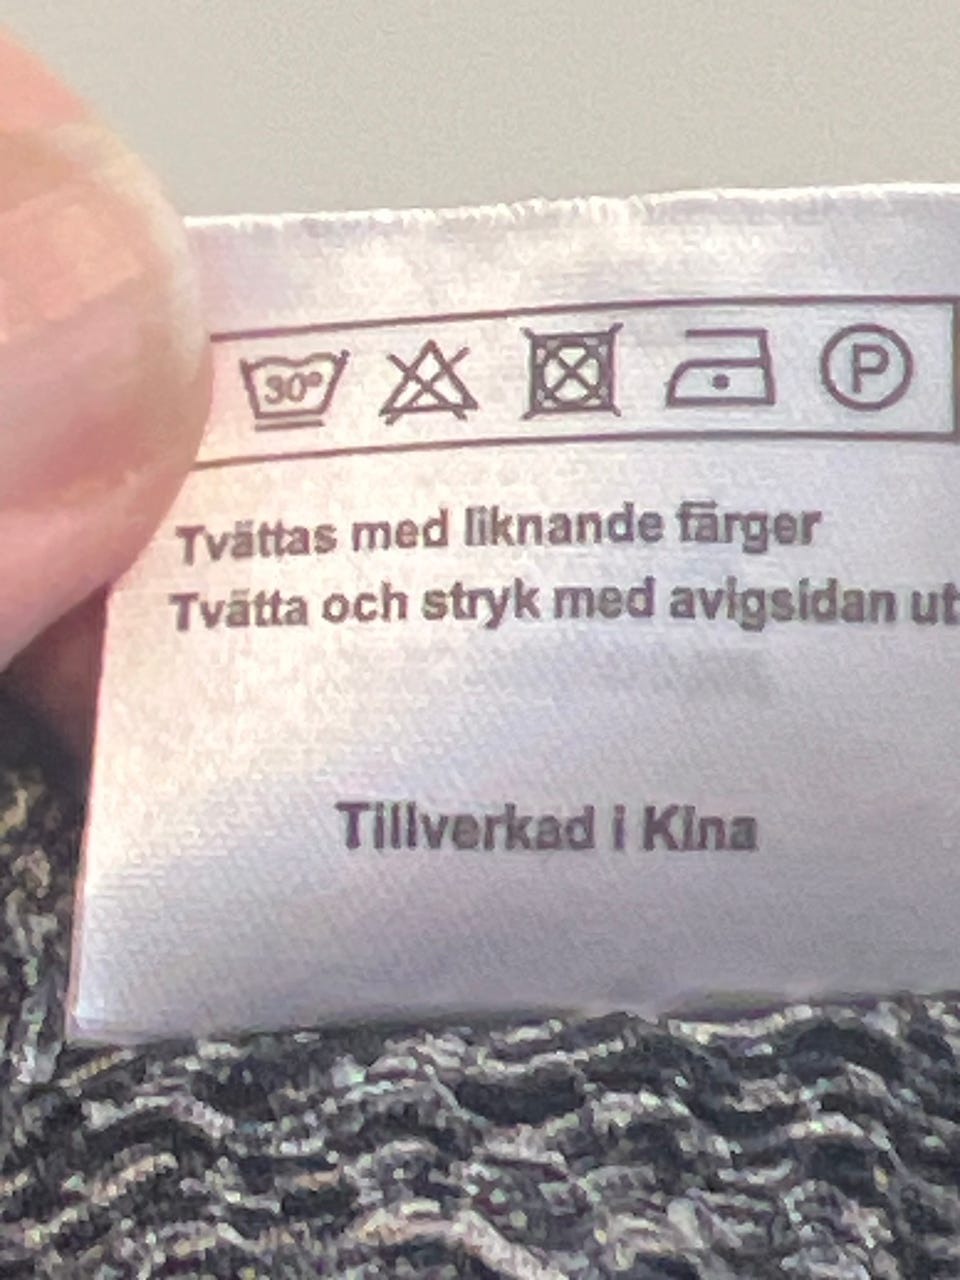 30°
P
Tvättas med liknande färger
Tvätta och stryk med avigsidan ut
Tillverkad i Kina